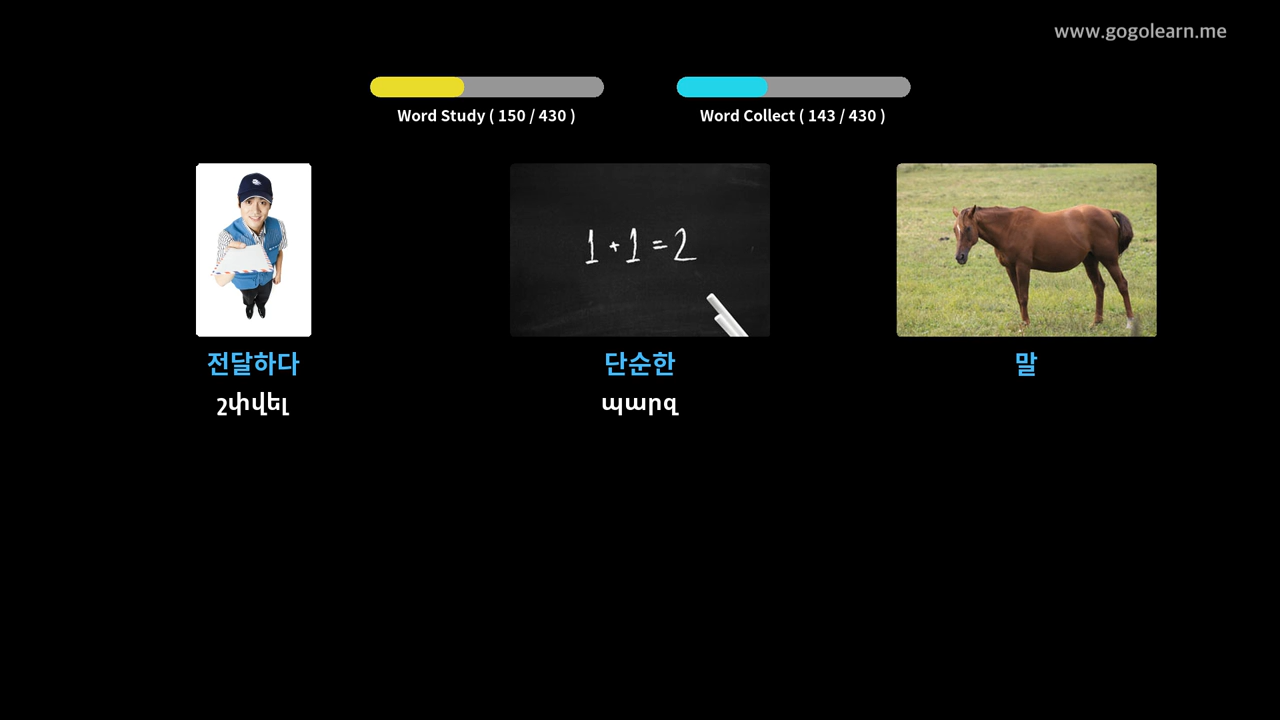 www.gogolearn.me
Word Study ( 150 / 430 )
Word Collect ( 143 / 430 )
1 + 1 = 2
전달하다
단순한
말
շփվել
պարզ